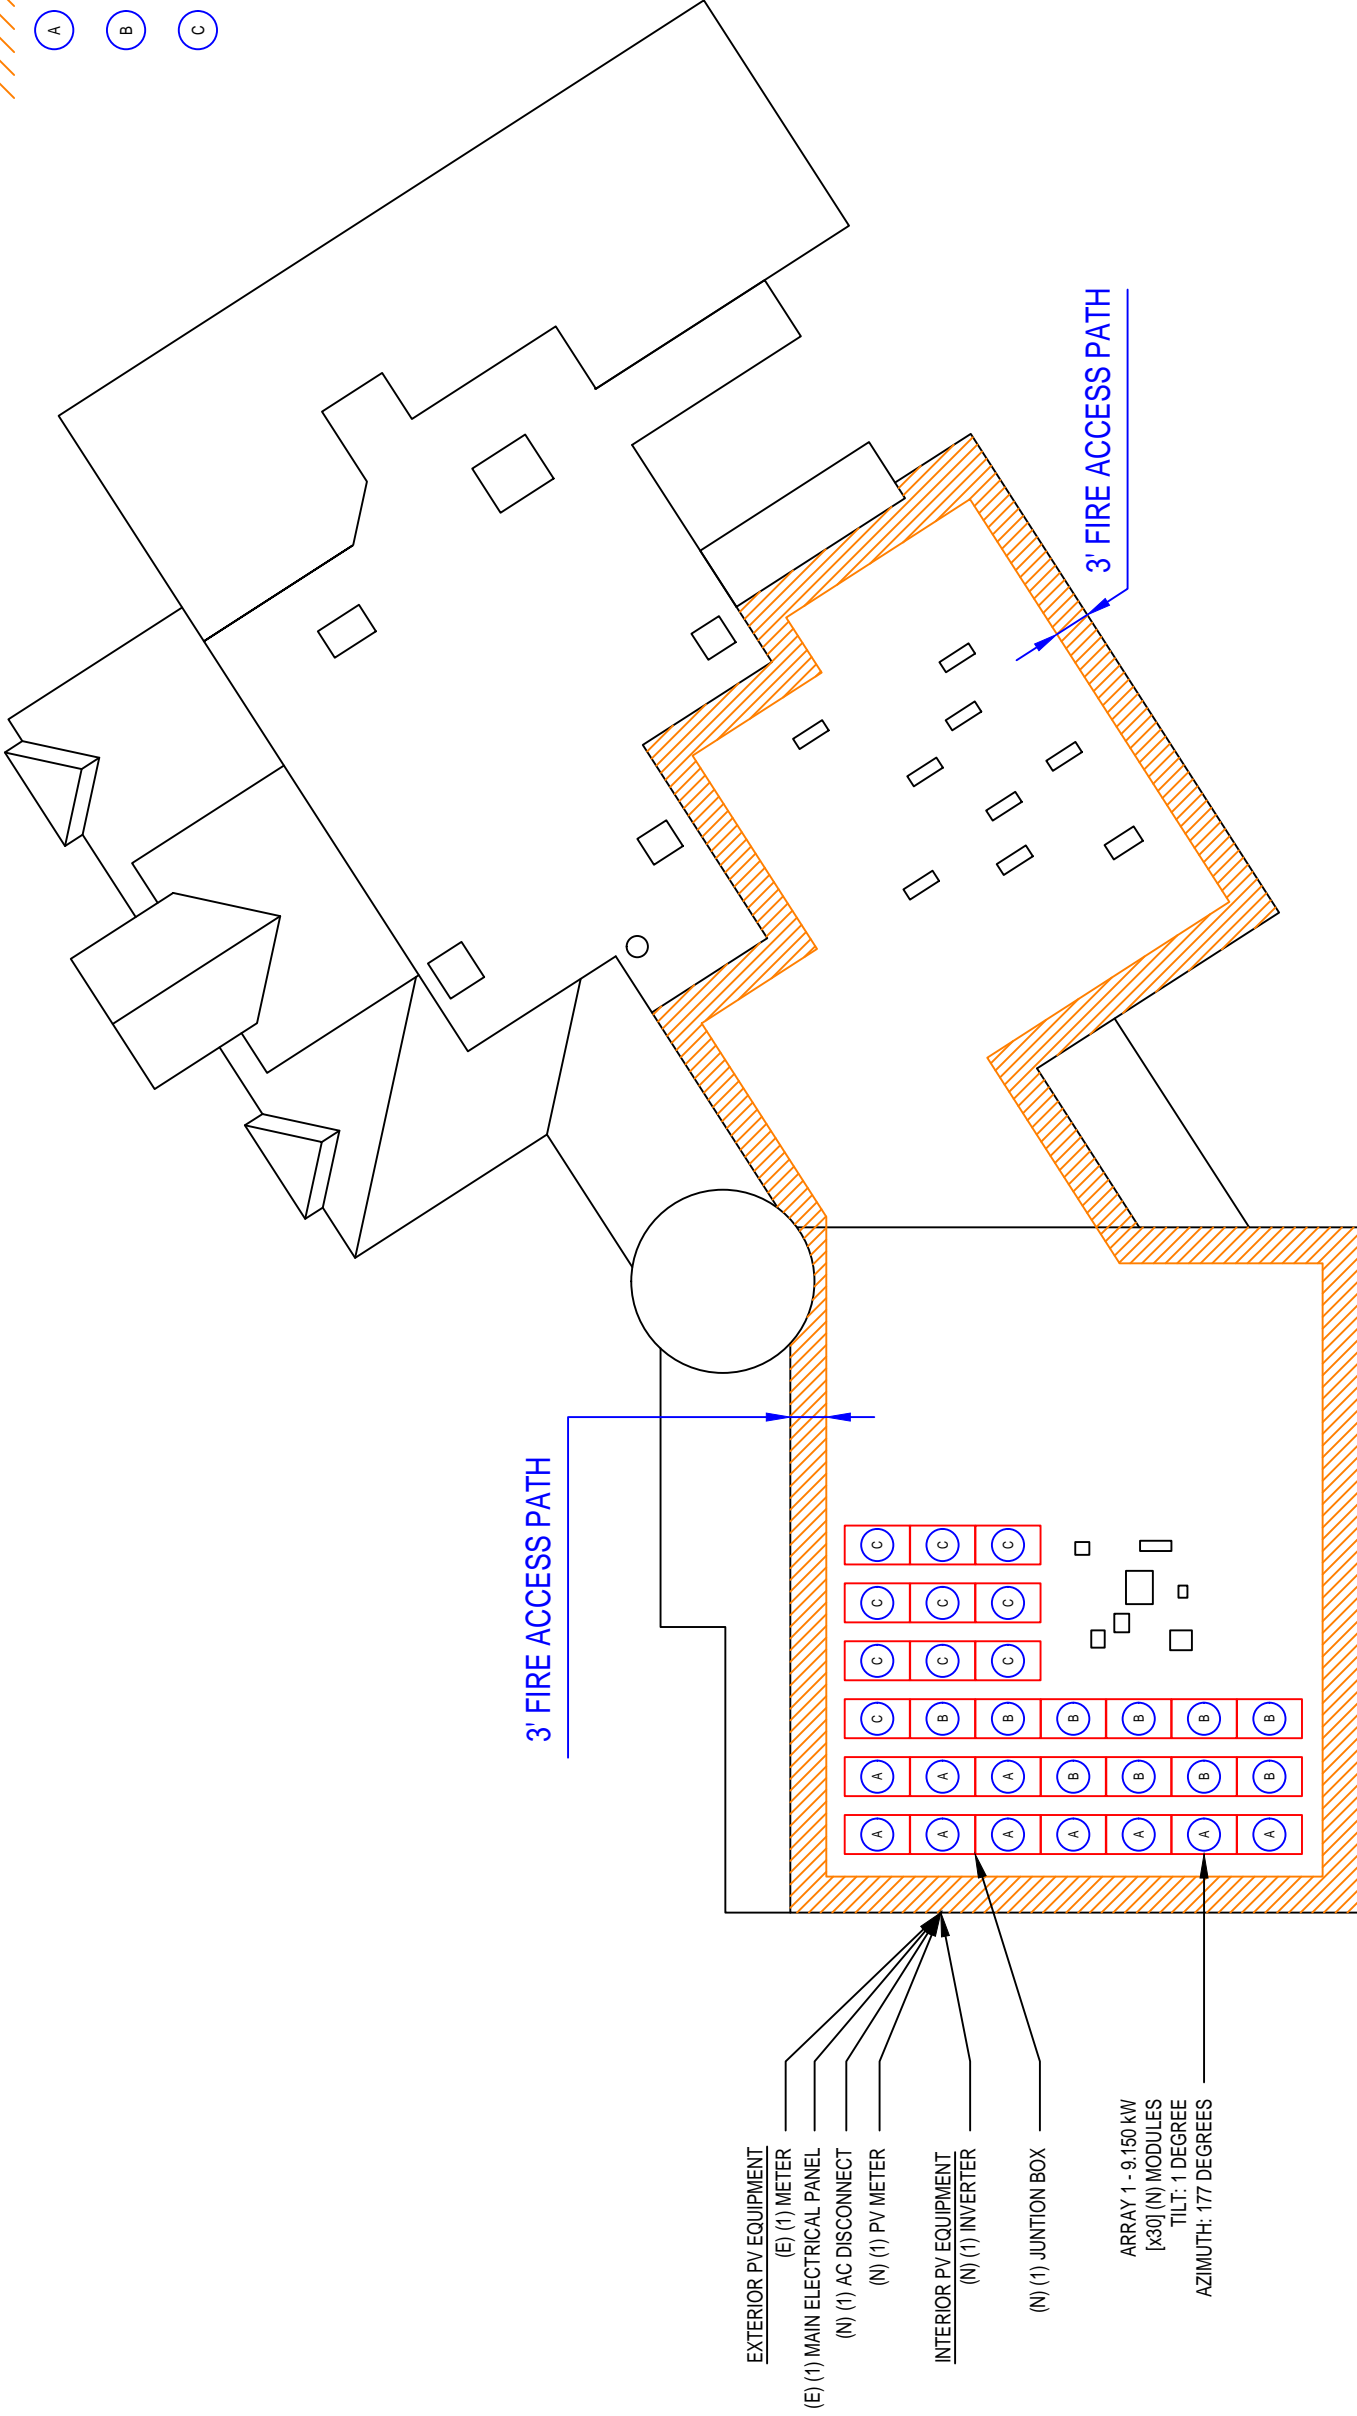 A
B
C
3' FIRE ACCESS PATH
3' FIRE ACCESS PATH
C C C
C C C
C C C
C B B B B B B
A A A B B B B
A A A A A A A
EXTERIOR PV EQUIPMENT
(E) (1) METER
(E) (1) MAIN ELECTRICAL PANEL
(N) (1) AC DISCONNECT
(N) (1) PV METER
INTERIOR PV EQUIPMENT
(N) (1) INVERTER
(N) (1) JUNTION BOX
ARRAY 1 - 9.150 kW
[x30] (N) MODULES
TILT: 1 DEGREE
AZIMUTH: 177 DEGREES